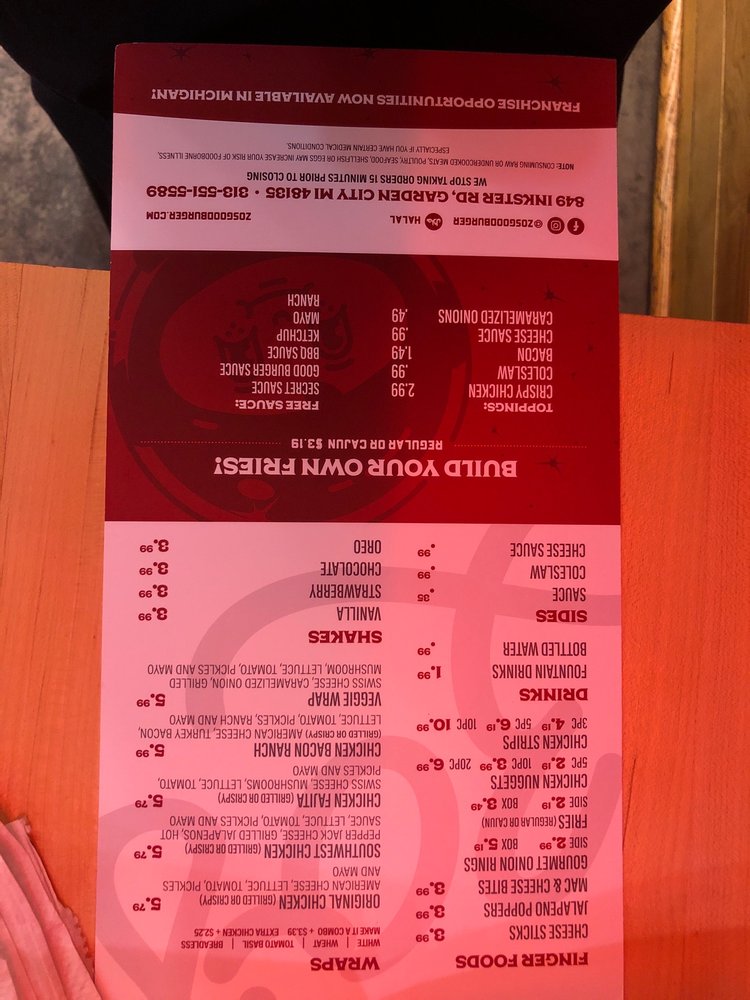 FINGER FOODS
CHEESE STICKS 3.99
JALAPENO POPPERS 3.99
MAC & CHEESE BITES 3.99
GOURMET ONION RINGS
SIDE 2.99 BOX 5.19
FRIES (REGULAR OR CAJUN)
SIDE 2.19 BOX 3.49
CHICKEN NUGGETS
5PC 2.19 10PC 3.99 20PC 6.99
CHICKEN STRIPS
3PC 4.19 5PC 6.19 10PC 10.99
DRINKS
FOUNTAIN DRINKS 1.99
BOTTLED WATER .99
SIDES
SAUCE .35
COLESLAW .99
CHEESE SAUCE .99
WRAPS
WHITE | WHEAT | TOMATO BASIL | BREADLESS
MAKE IT A COMBO + $3.39 EXTRA CHICKEN + $2.25
ORIGINAL CHICKEN (GRILLED OR CRISPY) 5.79
AMERICAN CHEESE, TOMATO, LETTUCE, PICKLES
AND MAYO
SOUTHWEST CHICKEN (GRILLED OR CRISPY) 5.79
PEPPER JACK CHEESE, GRILLED JALAPENOS, HOT
SAUCE, LETTUCE, TOMATO, PICKLES AND MAYO
CHICKEN FAJITA (GRILLED OR CRISPY) 5.79
SWISS CHEESE, MUSHROOMS, LETTUCE, TOMATO,
PICKLES AND MAYO
CHICKEN BACON RANCH 5.99
(GRILLED OR CRISPY) AMERICAN CHEESE, TURKEY BACON,
LETTUCE, TOMATO, PICKLES, RANCH AND MAYO
VEGGIE WRAP 5.99
SWISS CHEESE, CARAMELIZED ONION, GRILLED
MUSHROOM, LETTUCE, TOMATO, PICKLES AND MAYO
SHAKES
VANILLA 3.99
STRAWBERRY 3.99
CHOCOLATE 3.99
OREO 3.99
BUILD YOUR OWN FRIES!
REGULAR OR CAJUN $3.19
TOPPINGS:
CRISPY CHICKEN 2.99
COLESLAW .99
BACON 1.49
CHEESE SAUCE .99
CARAMELIZED ONIONS .49
FREE SAUCE:
SECRET SAUCE
GOOD BURGER SAUCE
BBQ SAUCE
KETCHUP
MAYO
RANCH
@ZOSGOODBURGER HALAL ZOSGOODBURGER.COM
849 INKSTER RD, GARDEN CITY MI 48135 • 313-551-5589
WE STOP TAKING ORDERS 15 MINUTES PRIOR TO CLOSING
NOTE: CONSUMING RAW OR UNDERCOOKED MEATS, POULTRY, SEAFOOD, SHELLFISH OR EGGS MAY INCREASE YOUR RISK OF FOODBORNE ILLNESS,
ESPECIALLY IF YOU HAVE CERTAIN MEDICAL CONDITIONS.
FRANCHISE OPPORTUNITIES NOW AVAILABLE IN MICHIGAN!